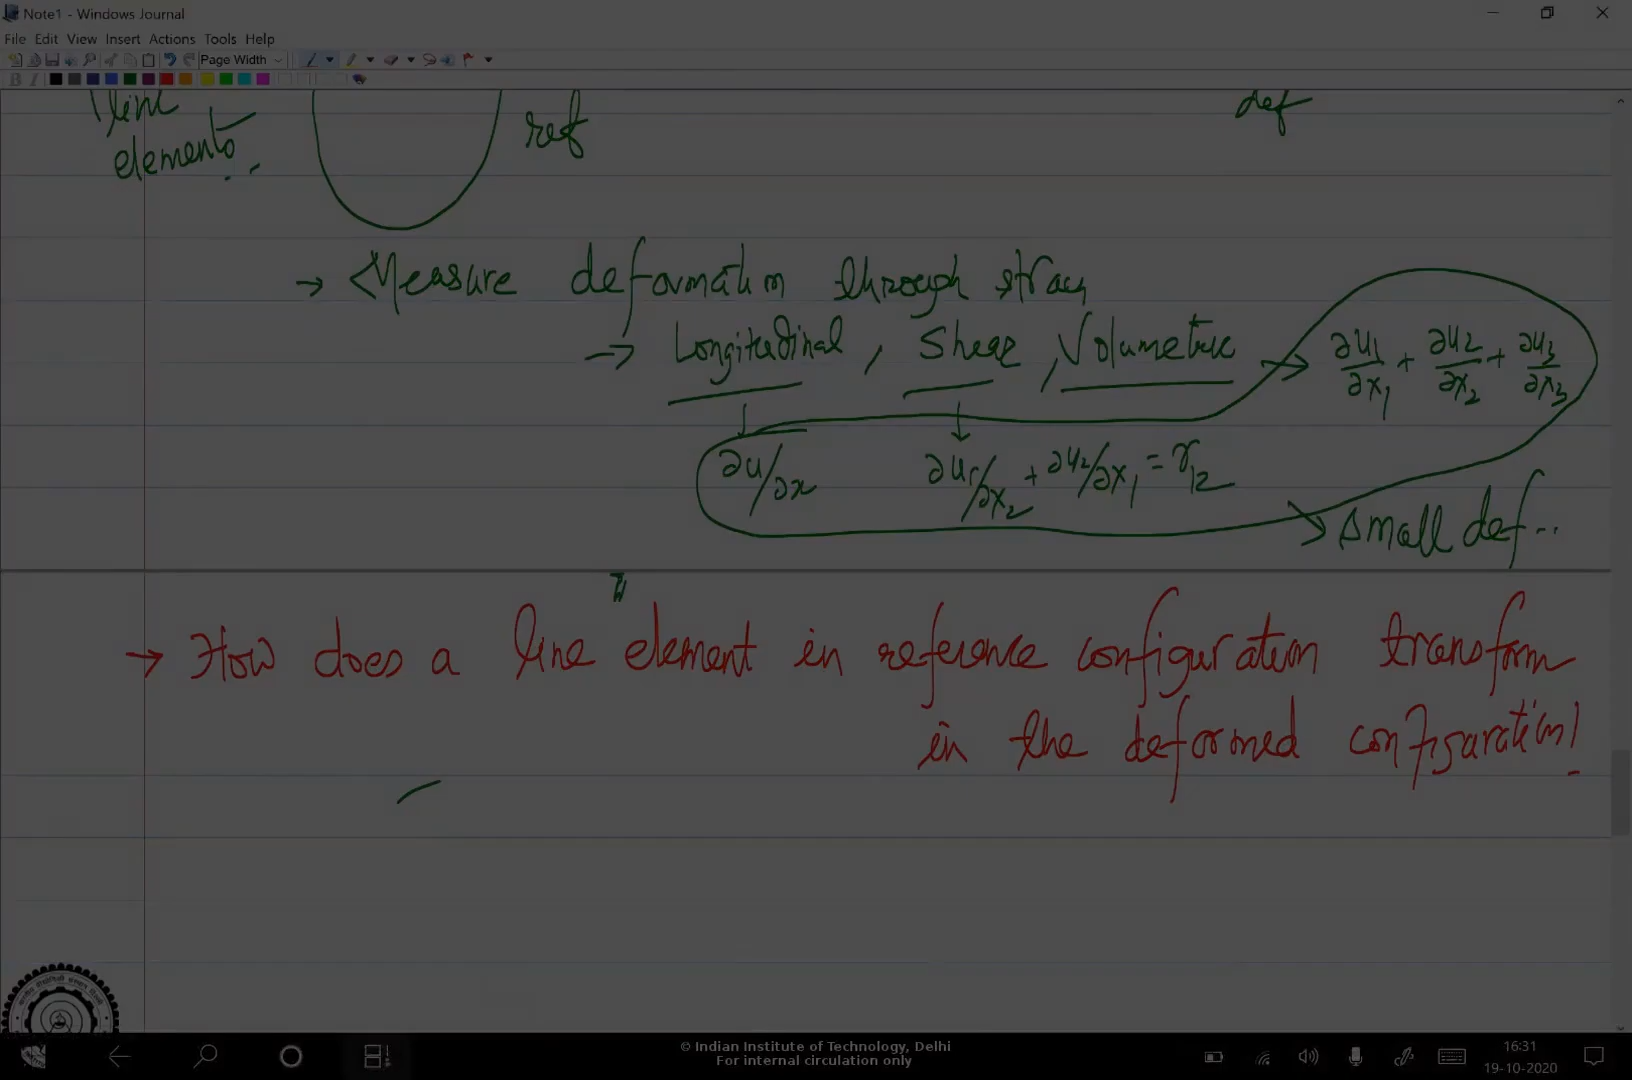 Note1 - Windows Journal
File Edit View Insert Actions Tools Help
Page Width
B I
line
elements.
ref
def
→ Measure deformation through strain
→ Longitudinal, Shear, Volumetric → ∂u1/∂x1 + ∂u2/∂x2 + ∂u3/∂x3
∂u/∂x ∂u1/∂x2 + ∂u2/∂x1 = γ12
→ Small def...
→ How does a line element in reference configuration transform
in the deformed configuration?
© Indian Institute of Technology, Delhi
For internal circulation only
16:31
19-10-2020